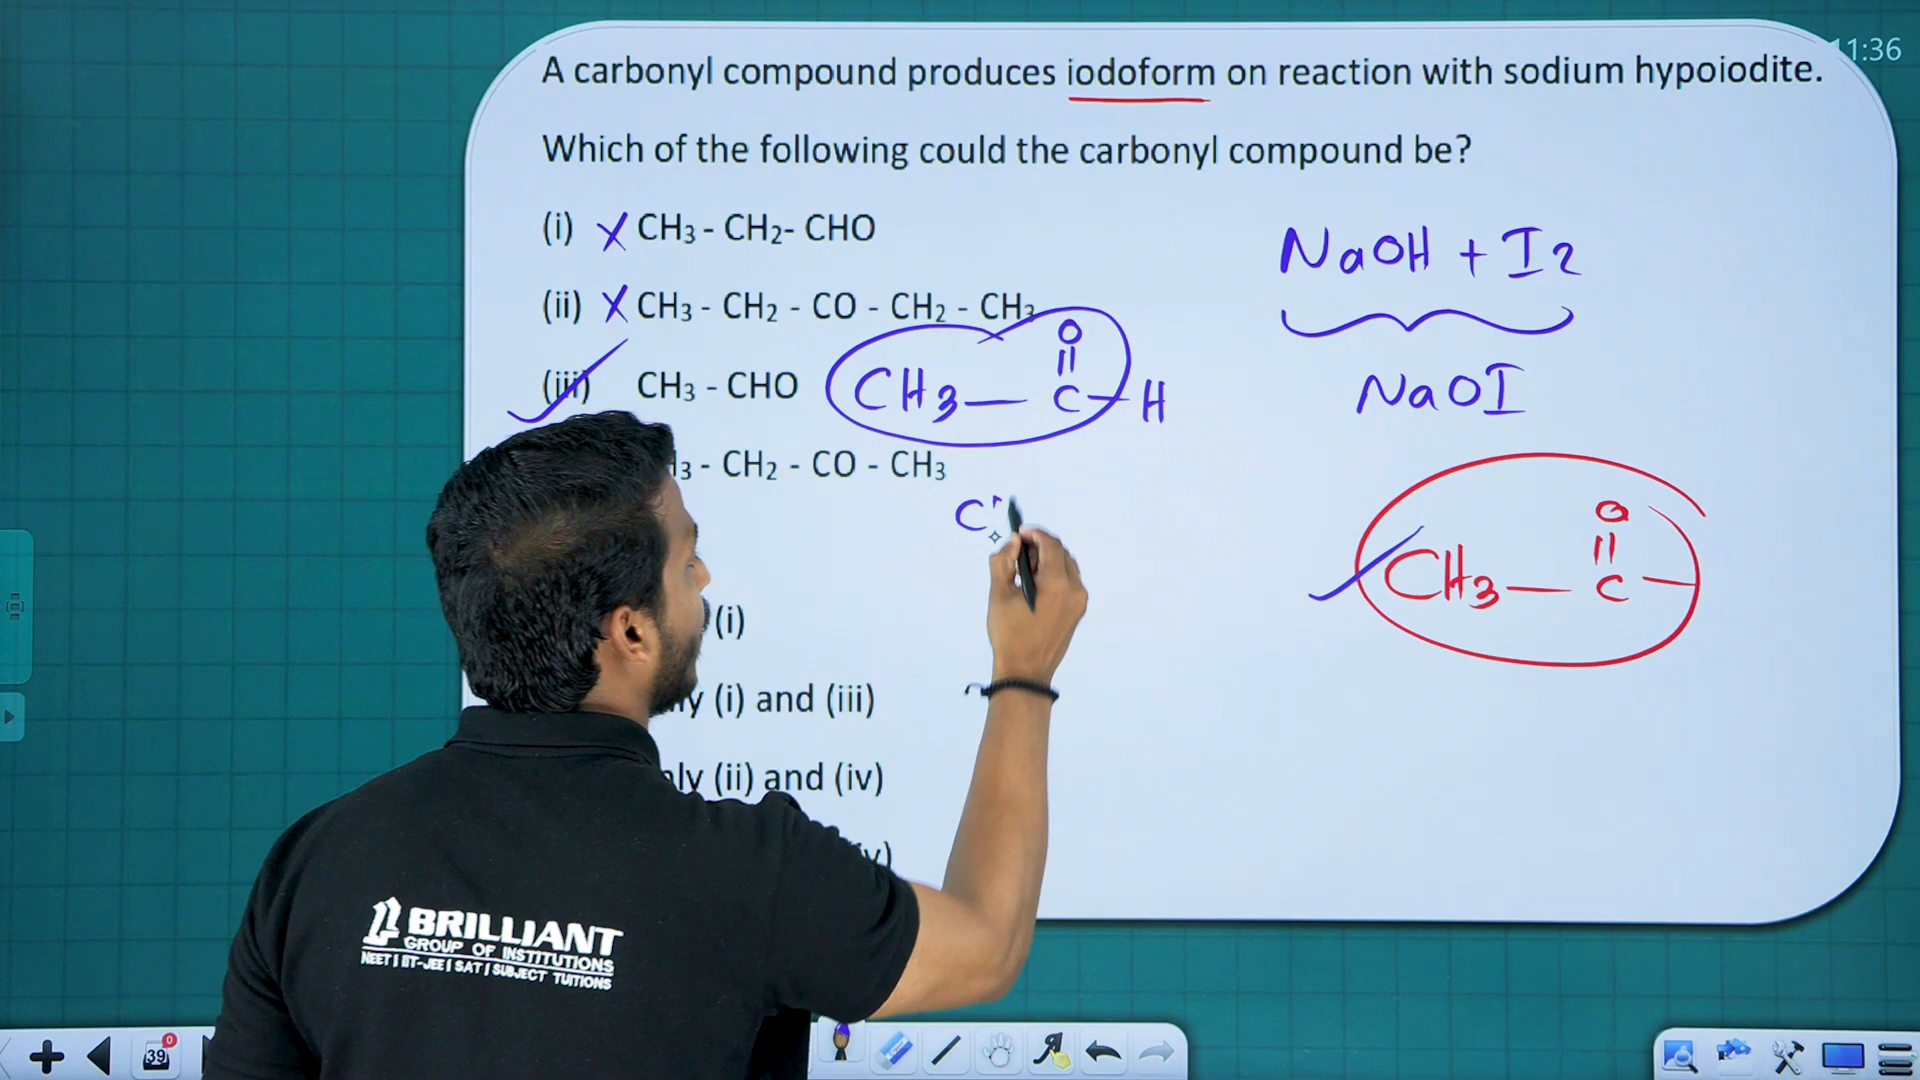 11:36
A carbonyl compound produces iodoform on reaction with sodium hypoiodite.
Which of the following could the carbonyl compound be?
(i) X CH₃ - CH₂- CHO
NaOH + I₂
(ii) X CH₃ - CH₂ - CO - CH₂ - CH₃
NaOI
(iii) CH₃ - CHO
O
||
CH₃ — C — H
₃ - CH₂ - CO - CH₃
C
O
||
CH₃ — C —
(i)
(i) and (iii)
(ii) and (iv)
BRILLIANT
GROUP OF INSTITUTIONS
NEET | IIT-JEE | SAT | SUBJECT TUITIONS
39
0